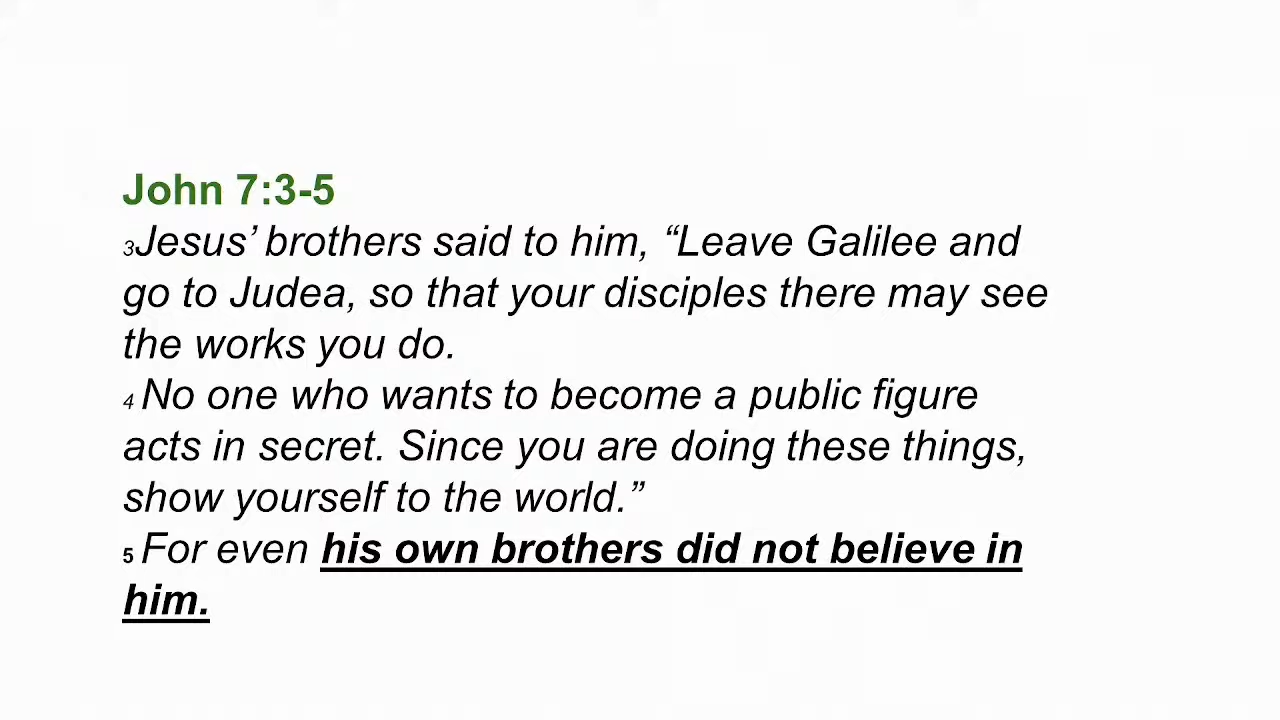 John 7:3-5
3Jesus’ brothers said to him, “Leave Galilee and
go to Judea, so that your disciples there may see
the works you do.
4 No one who wants to become a public figure
acts in secret. Since you are doing these things,
show yourself to the world.”
5 For even his own brothers did not believe in
him.